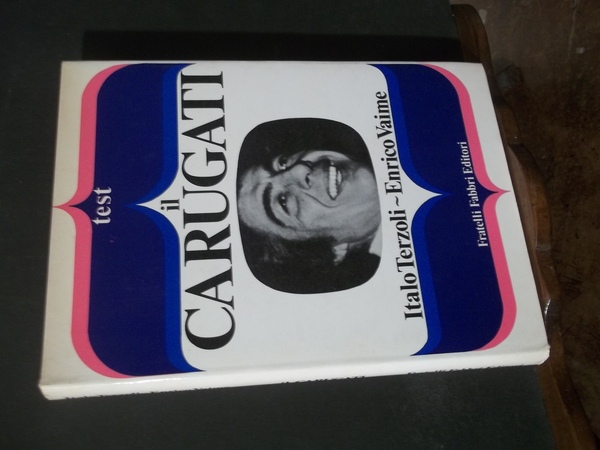 test
il
CARUGATI
Italo Terzoli ~ Enrico Vaime
Fratelli Fabbri Editori